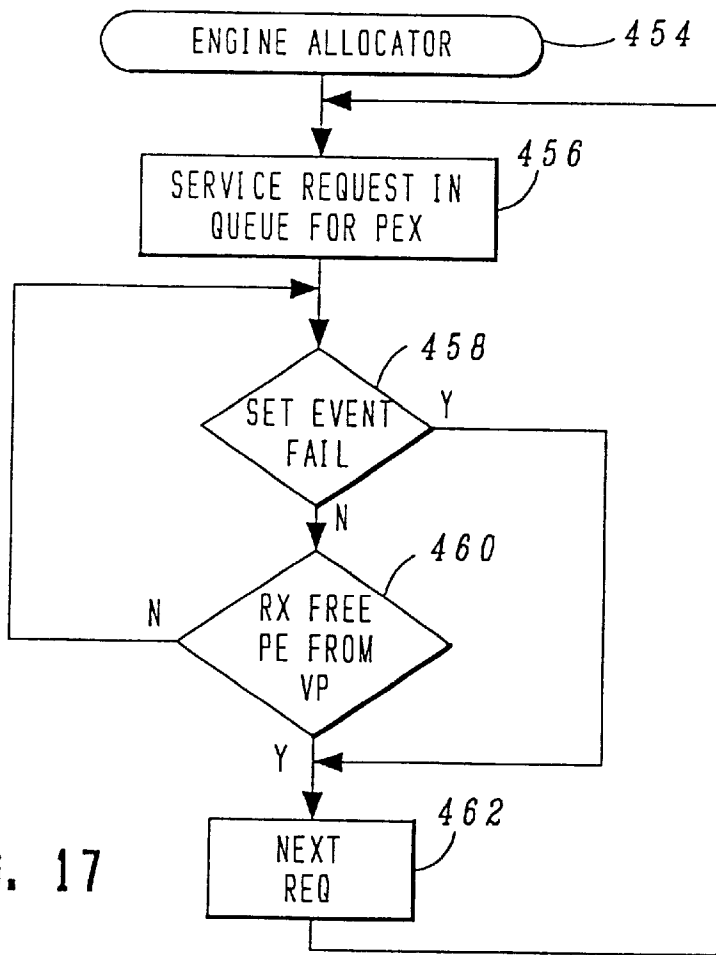 ENGINE ALLOCATOR
454
456
SERVICE REQUEST IN
QUEUE FOR PEX
458
SET EVENT
FAIL
Y
N
460
N
RX FREE
PE FROM
VP
Y
462
NEXT
REQ
. 17